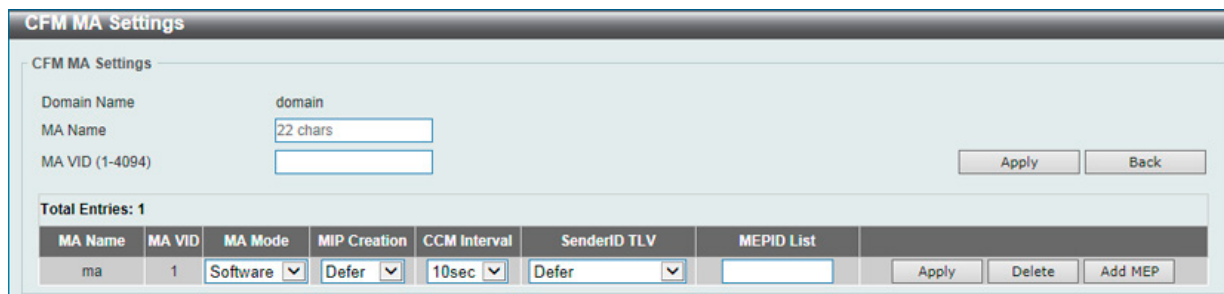 CFM MA Settings
CFM MA Settings
Domain Name domain
MA Name 22 chars
MA VID (1-4094) Apply Back
Total Entries: 1
MA Name MA VID MA Mode MIP Creation CCM Interval SenderID TLV MEPID List
ma 1 Software Defer 10sec Defer Apply Delete Add MEP